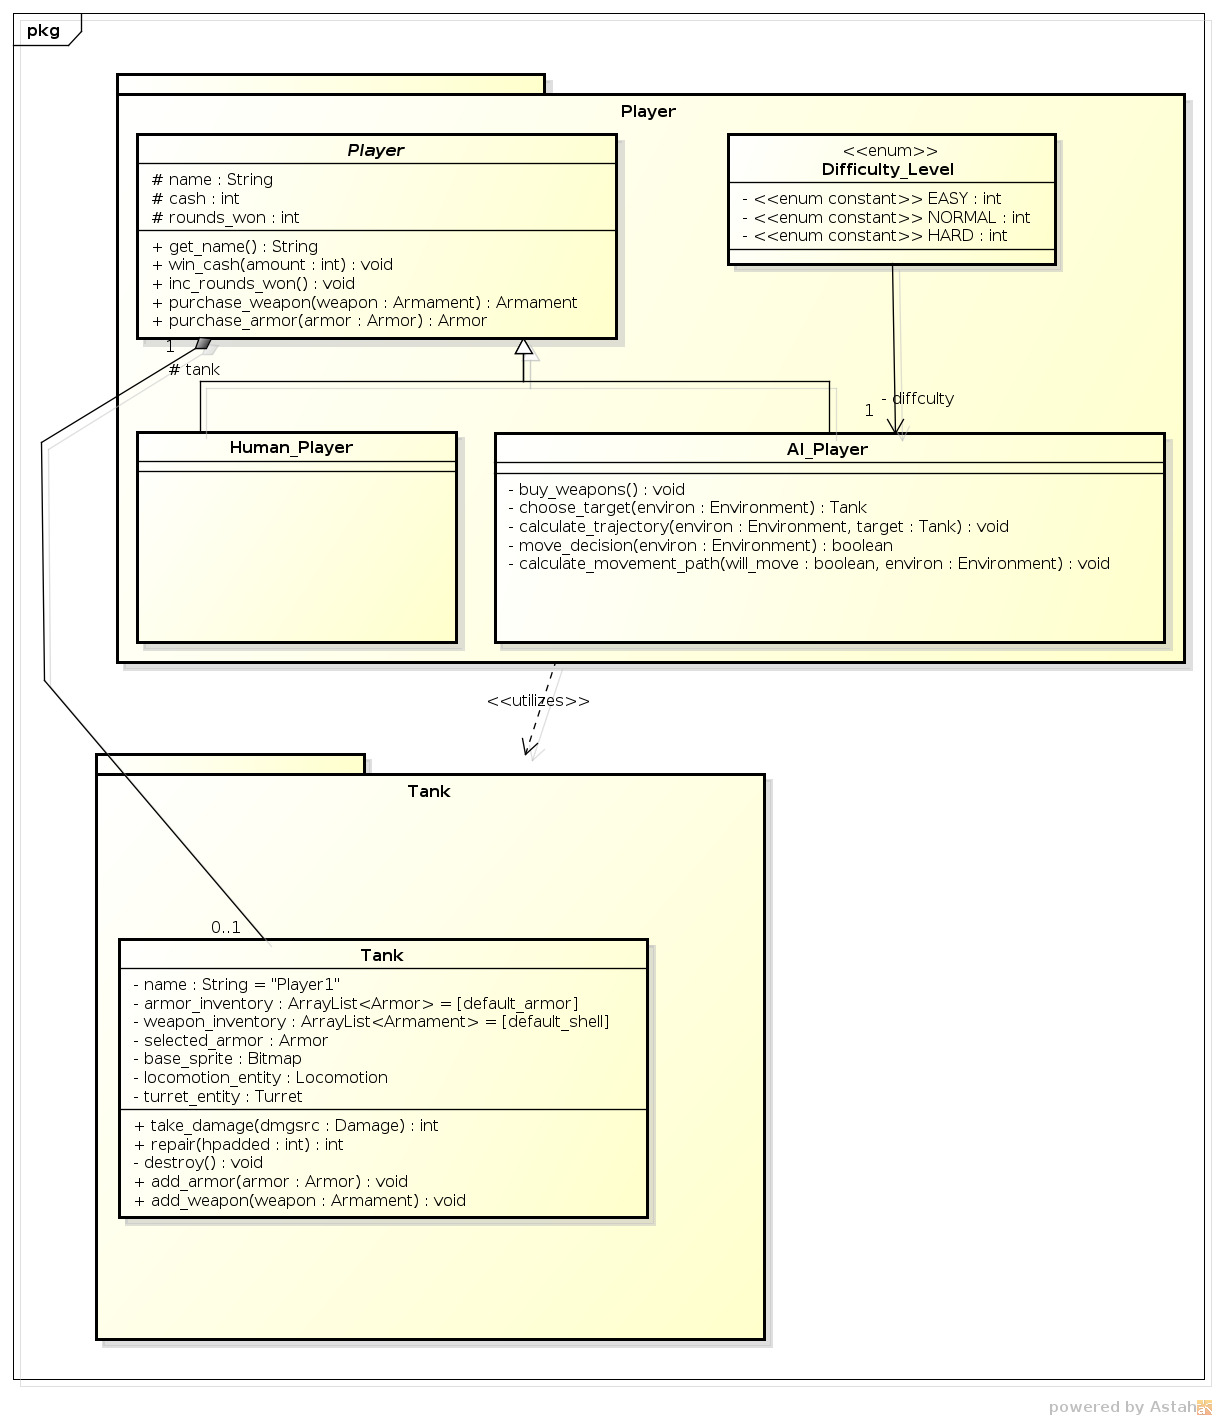 pkg
Player
Player
# name : String
# cash : int
# rounds_won : int
+ get_name() : String
+ win_cash(amount : int) : void
+ inc_rounds_won() : void
+ purchase_weapon(weapon : Armament) : Armament
+ purchase_armor(armor : Armor) : Armor
<<enum>>
Difficulty_Level
- <<enum constant>> EASY : int
- <<enum constant>> NORMAL : int
- <<enum constant>> HARD : int
1
# tank
- diffculty
1
Human_Player
AI_Player
- buy_weapons() : void
- choose_target(environ : Environment) : Tank
- calculate_trajectory(environ : Environment, target : Tank) : void
- move_decision(environ : Environment) : boolean
- calculate_movement_path(will_move : boolean, environ : Environment) : void
<<utilizes>>
Tank
0..1
Tank
- name : String = "Player1"
- armor_inventory : ArrayList<Armor> = [default_armor]
- weapon_inventory : ArrayList<Armament> = [default_shell]
- selected_armor : Armor
- base_sprite : Bitmap
- locomotion_entity : Locomotion
- turret_entity : Turret
+ take_damage(dmgsrc : Damage) : int
+ repair(hpadded : int) : int
- destroy() : void
+ add_armor(armor : Armor) : void
+ add_weapon(weapon : Armament) : void
powered by Astah